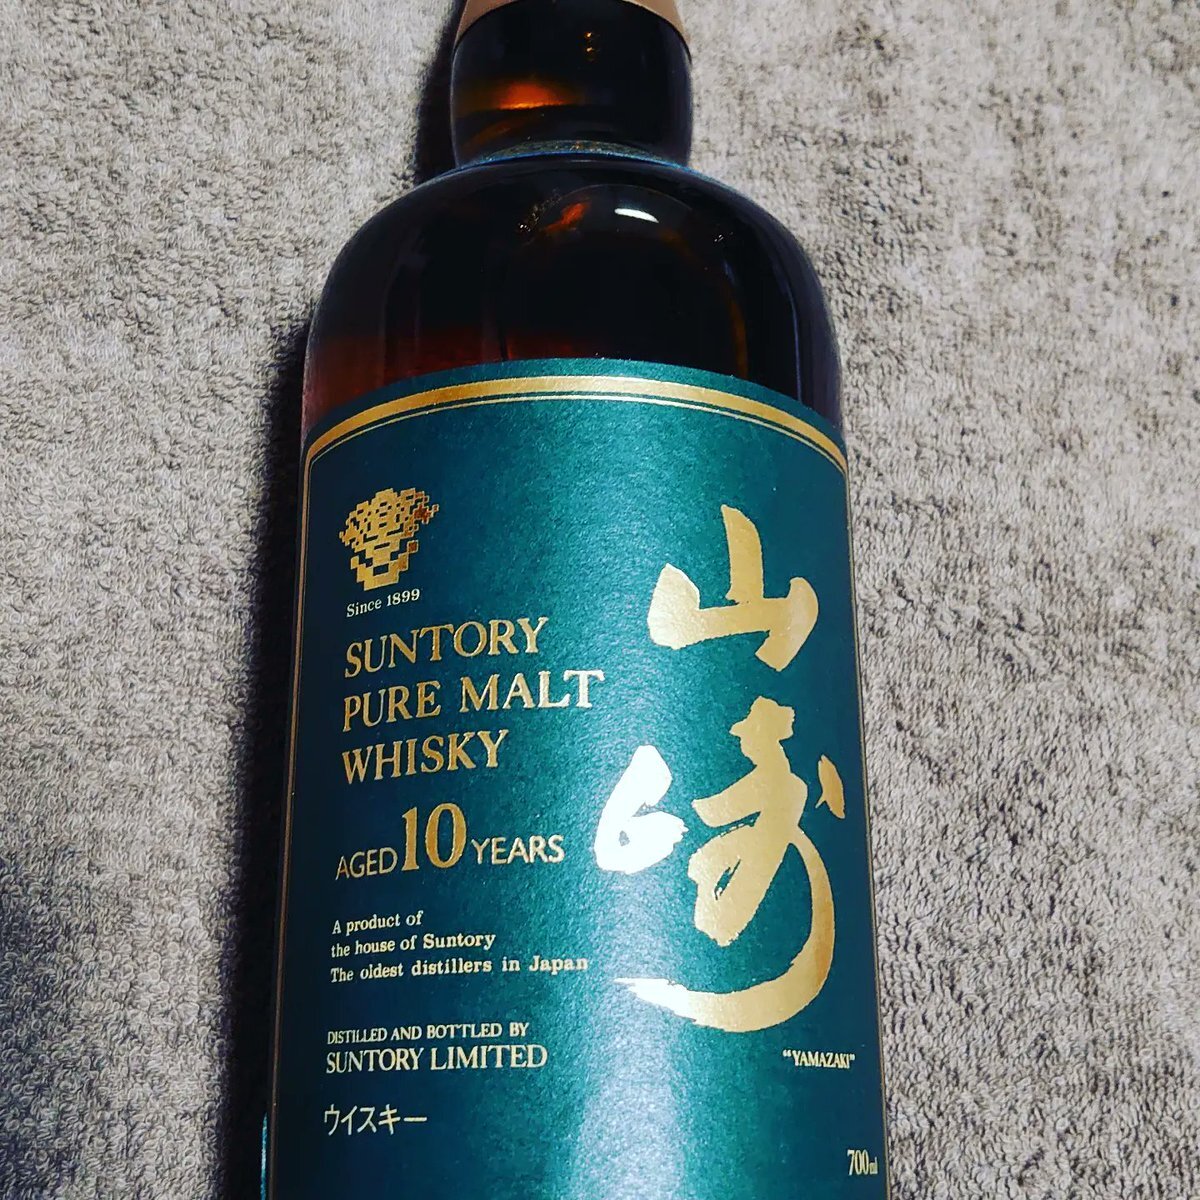 Since 1899
SUNTORY
PURE MALT
WHISKY
AGED 10 YEARS
A product of
the house of Suntory
The oldest distillers in Japan
DISTILLED AND BOTTLED BY
SUNTORY LIMITED
ウイスキー
山崎
"YAMAZAKI"
700ml